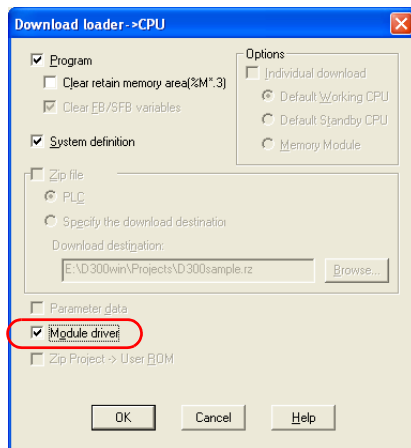 Download loader->CPU
Program
Clear retain memory area(%M*.3)
Clear FB/SFB variables
System definition
Options
Individual download
Default Working CPU
Default Standby CPU
Memory Module
Zip file
PLC
Specify the download destination
Download destination:
E:\D300win\Projects\D300sample.rz
Browse...
Parameter data
Module driver
Zip Project -> User ROM
OK
Cancel
Help